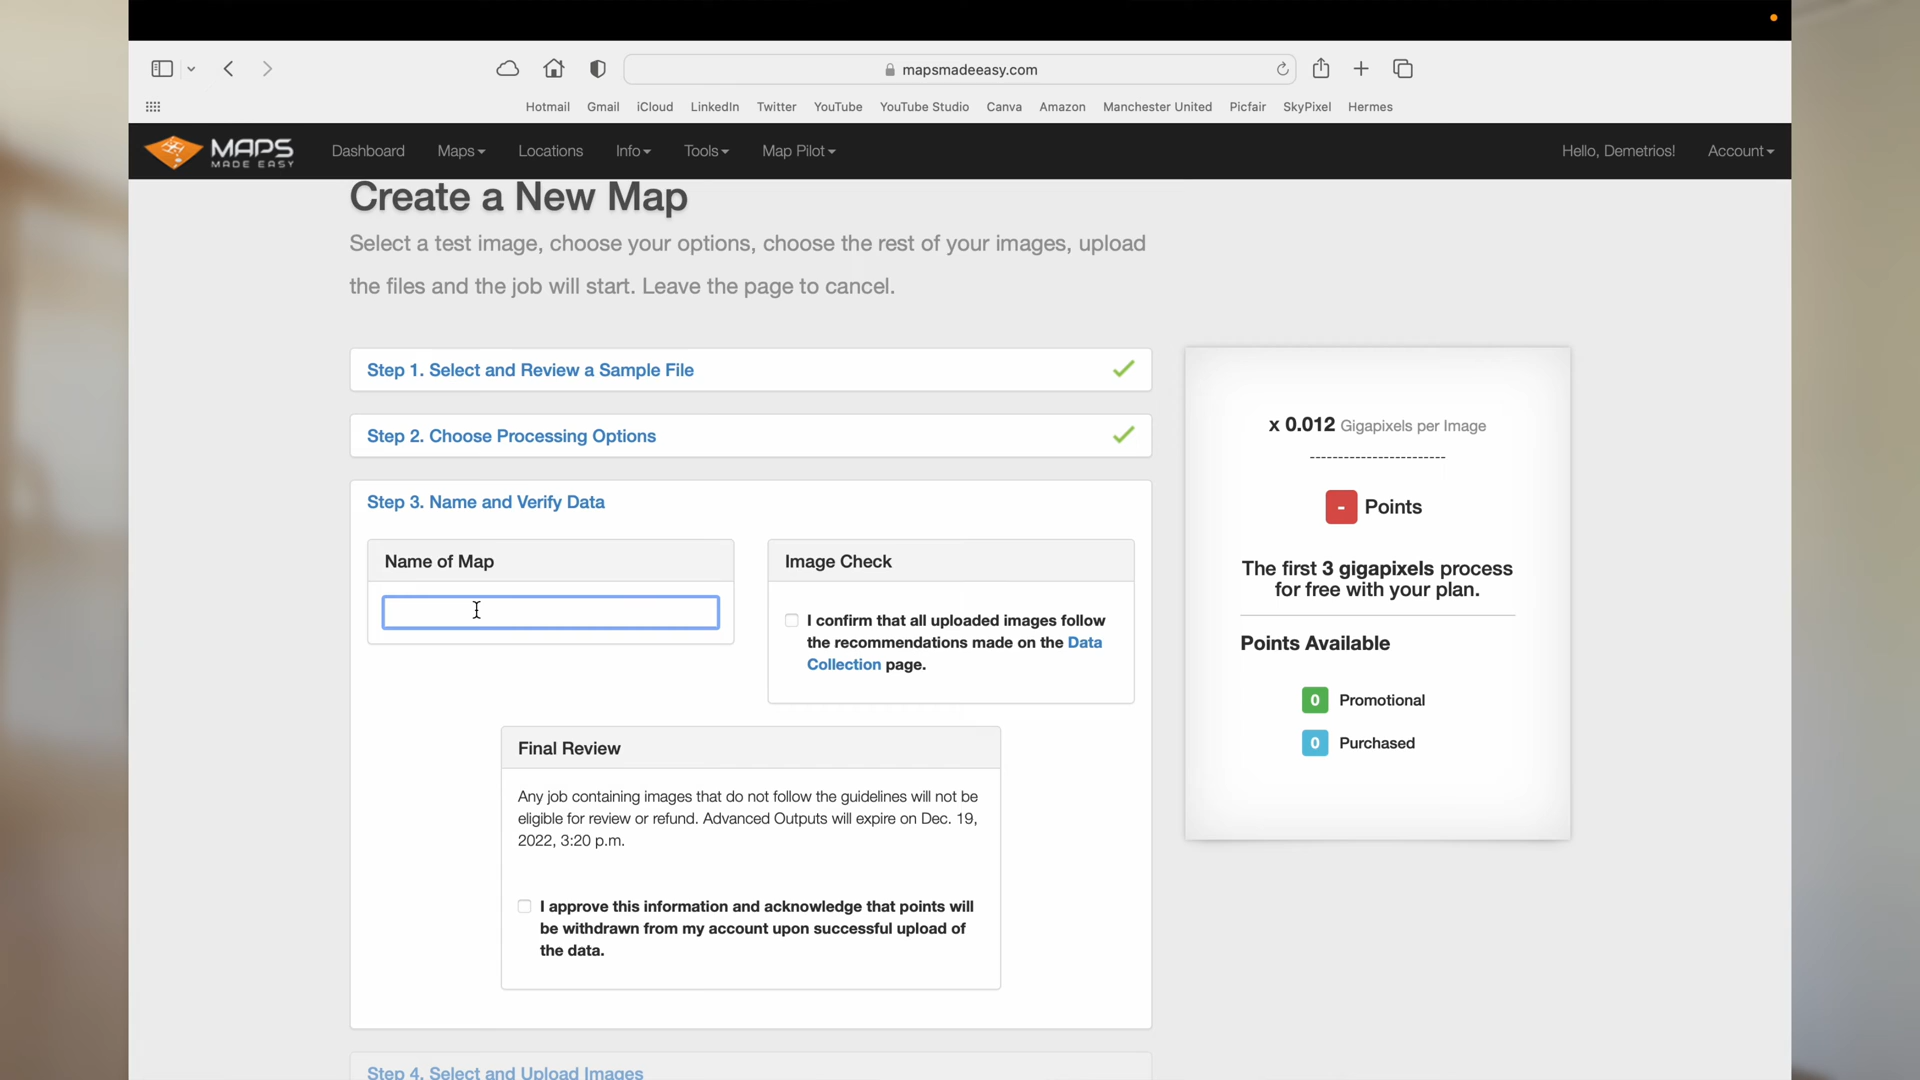 mapsmadeeasy.com
Hotmail Gmail iCloud LinkedIn Twitter YouTube YouTube Studio Canva Amazon Manchester United Picfair SkyPixel Hermes
MAPS
MADE EASY
Dashboard Maps Locations Info Tools Map Pilot Hello, Demetrios! Account
Create a New Map
Select a test image, choose your options, choose the rest of your images, upload
the files and the job will start. Leave the page to cancel.
Step 1. Select and Review a Sample File
Step 2. Choose Processing Options
Step 3. Name and Verify Data
Name of Map
Image Check
I confirm that all uploaded images follow
the recommendations made on the Data
Collection page.
Final Review
Any job containing images that do not follow the guidelines will not be
eligible for review or refund. Advanced Outputs will expire on Dec. 19,
2022, 3:20 p.m.
I approve this information and acknowledge that points will
be withdrawn from my account upon successful upload of
the data.
Step 4. Select and Upload Images
x 0.012 Gigapixels per Image
------------------------
- Points
The first 3 gigapixels process
for free with your plan.
Points Available
0 Promotional
0 Purchased